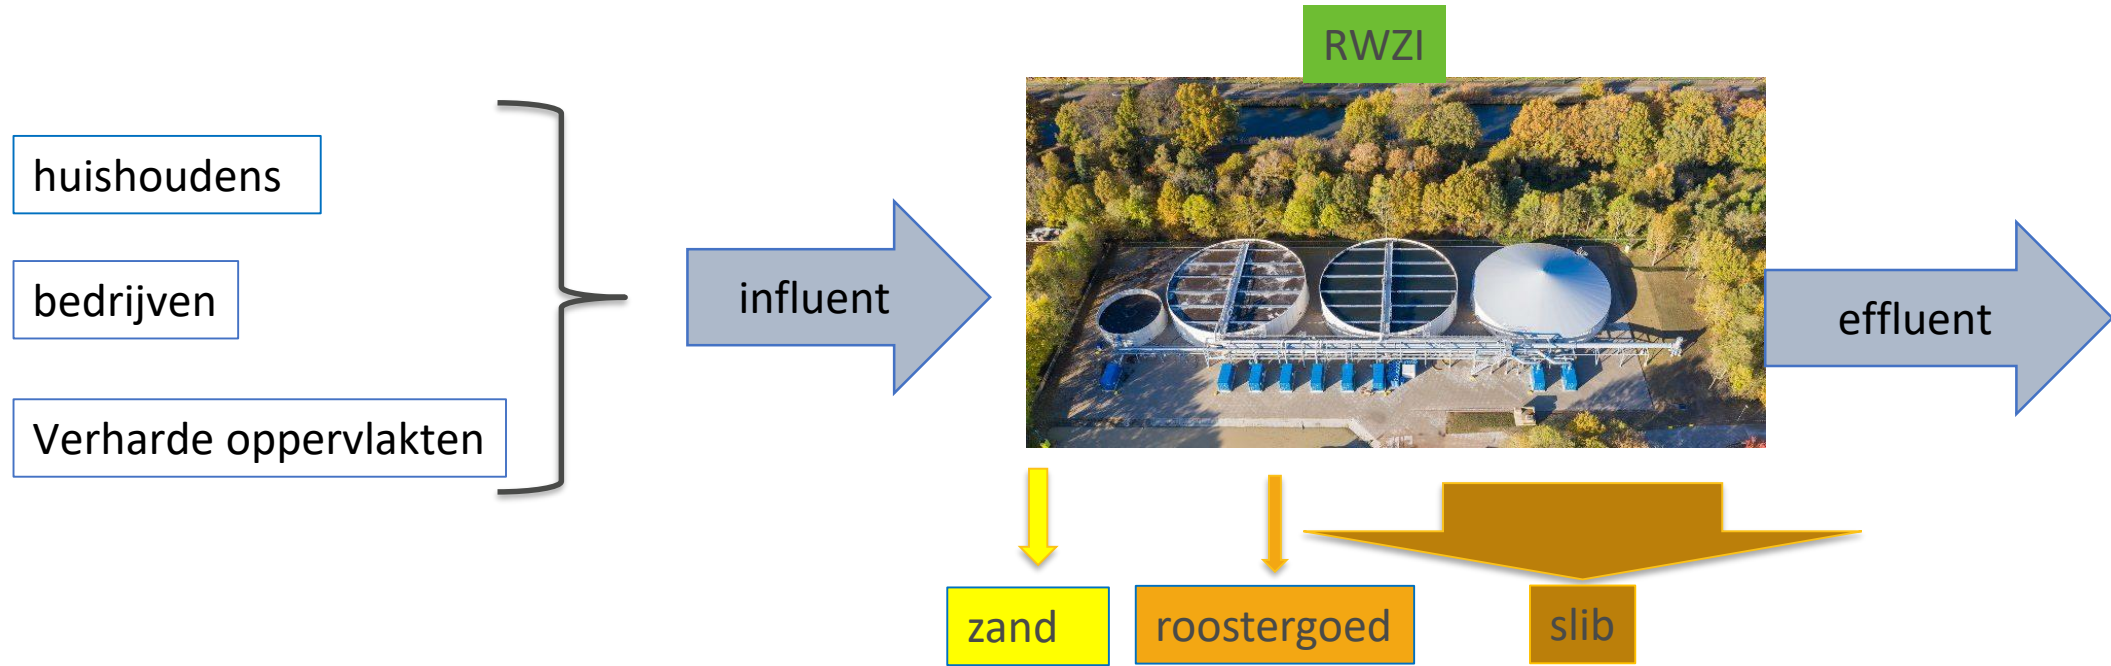 RWZI
huishoudens
bedrijven
Verharde oppervlakten
influent
effluent
zand
roostergoed
slib